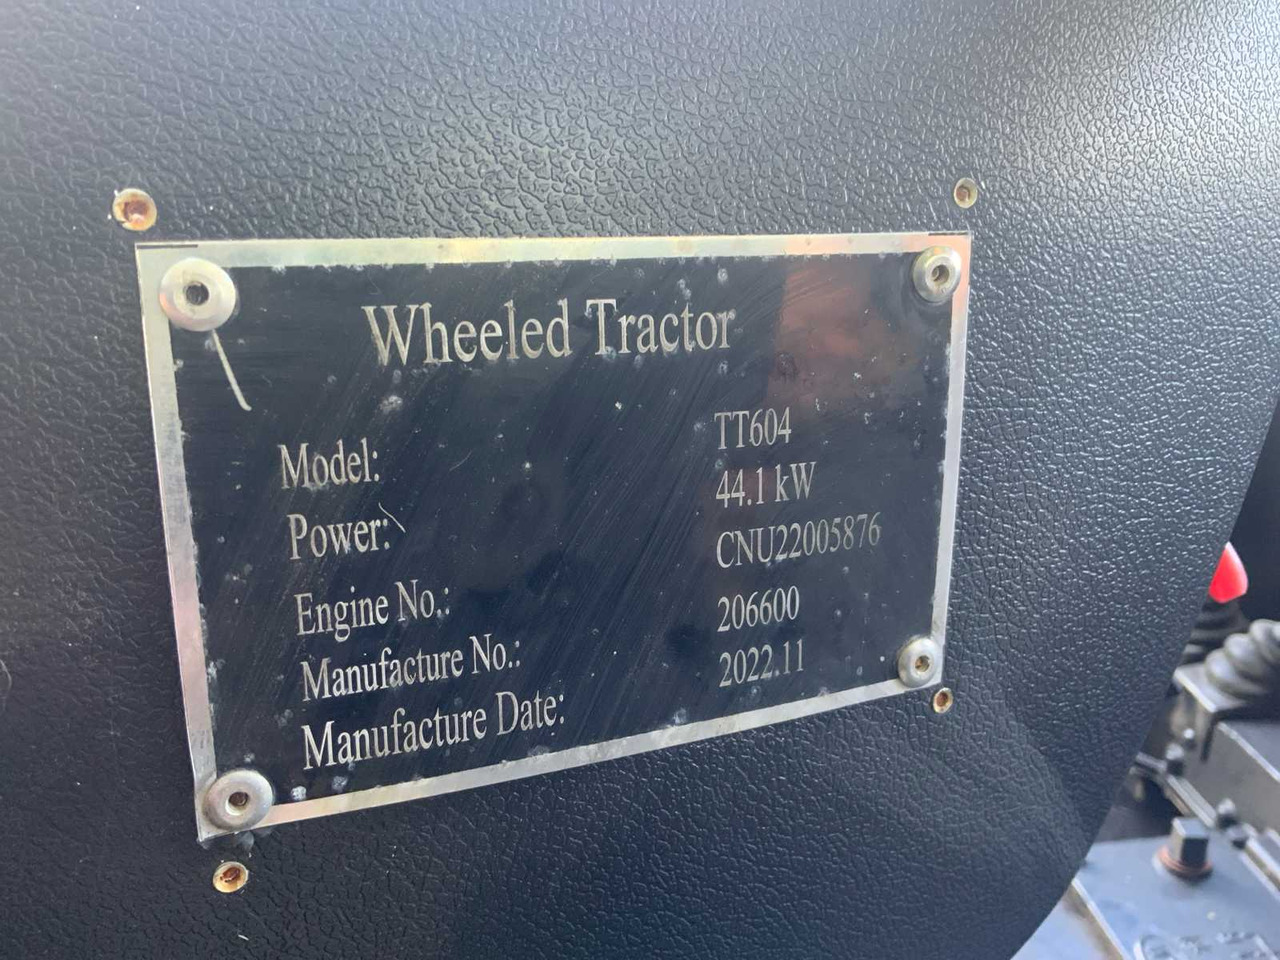 Wheeled Tractor
Model: TT604
Power: 44.1 kW
Engine No.: CNU22005876
Manufacture No.: 206600
Manufacture Date: 2022.11